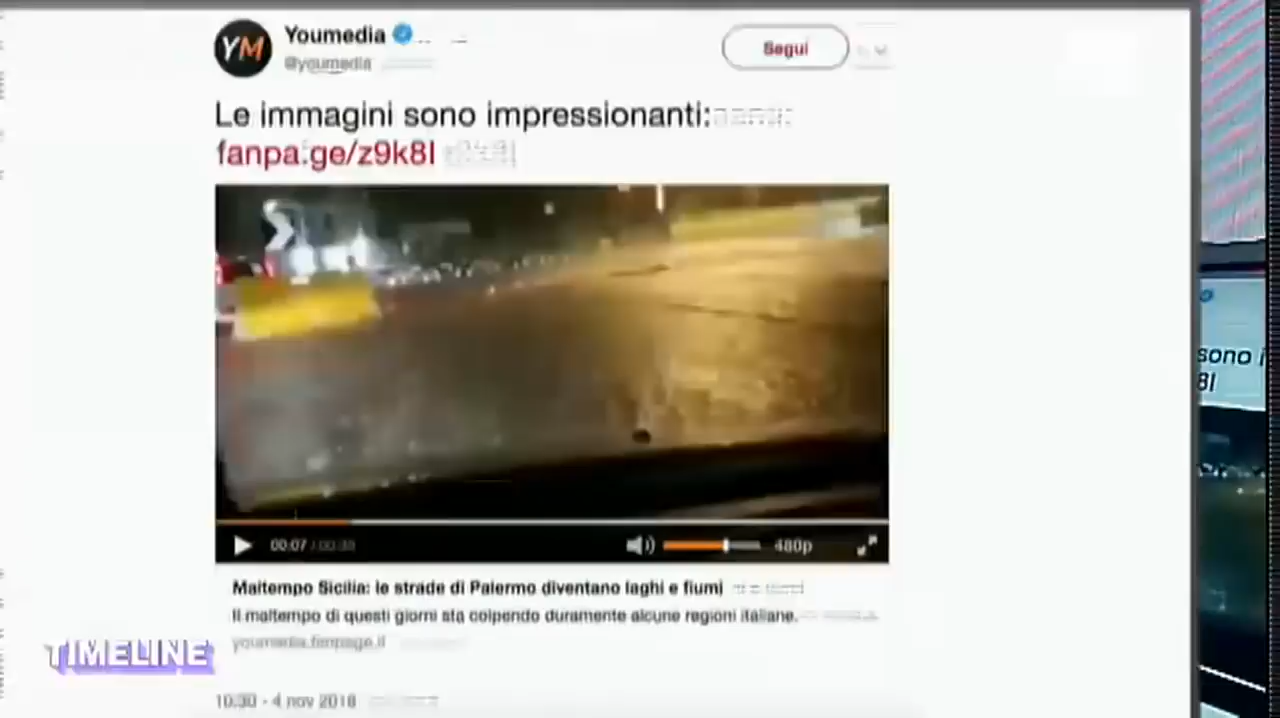 YM
Youmedia
@youmedia
Segui
Le immagini sono impressionanti:
fanpa.ge/z9k8l
00:07 / 00:38
480p
Maltempo Sicilia: le strade di Palermo diventano laghi e fiumi
Il maltempo di questi giorni sta colpendo duramente alcune regioni italiane.
youmedia.fanpage.it
10:30 - 4 nov 2018
TIMELINE
sono i
8l